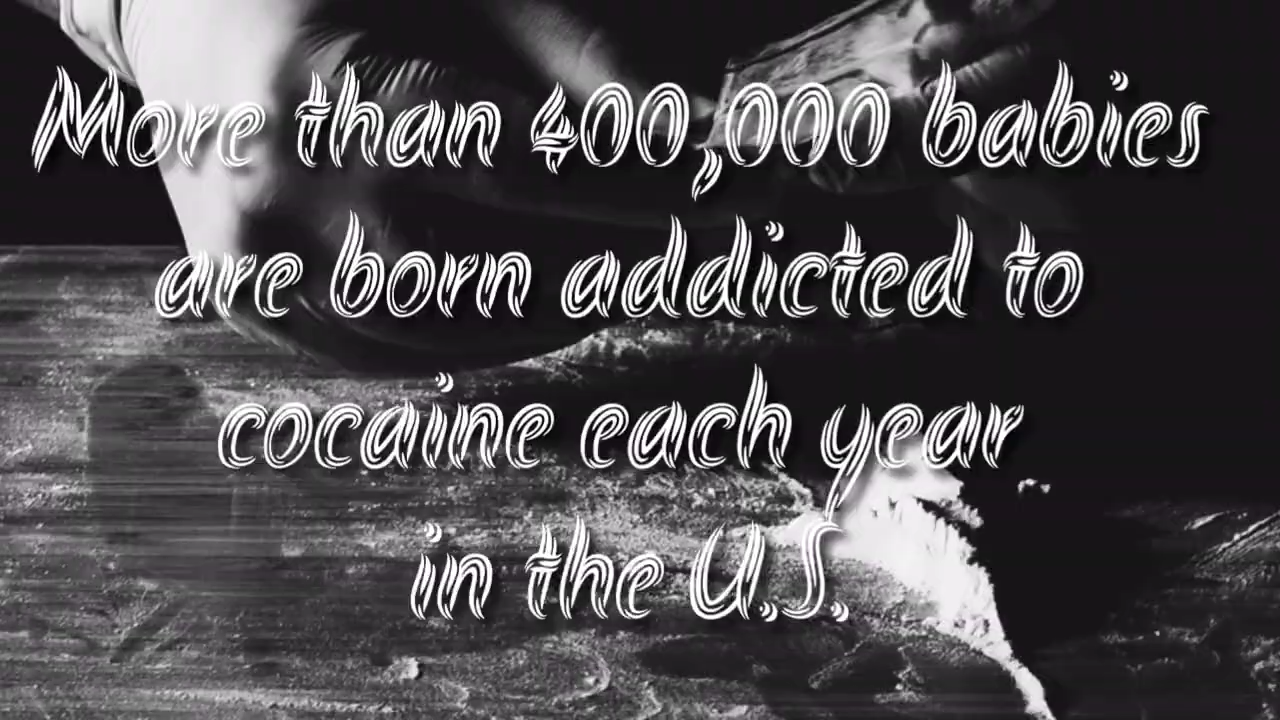 More than 400,000 babies
are born addicted to
cocaine each year
in the U.S.